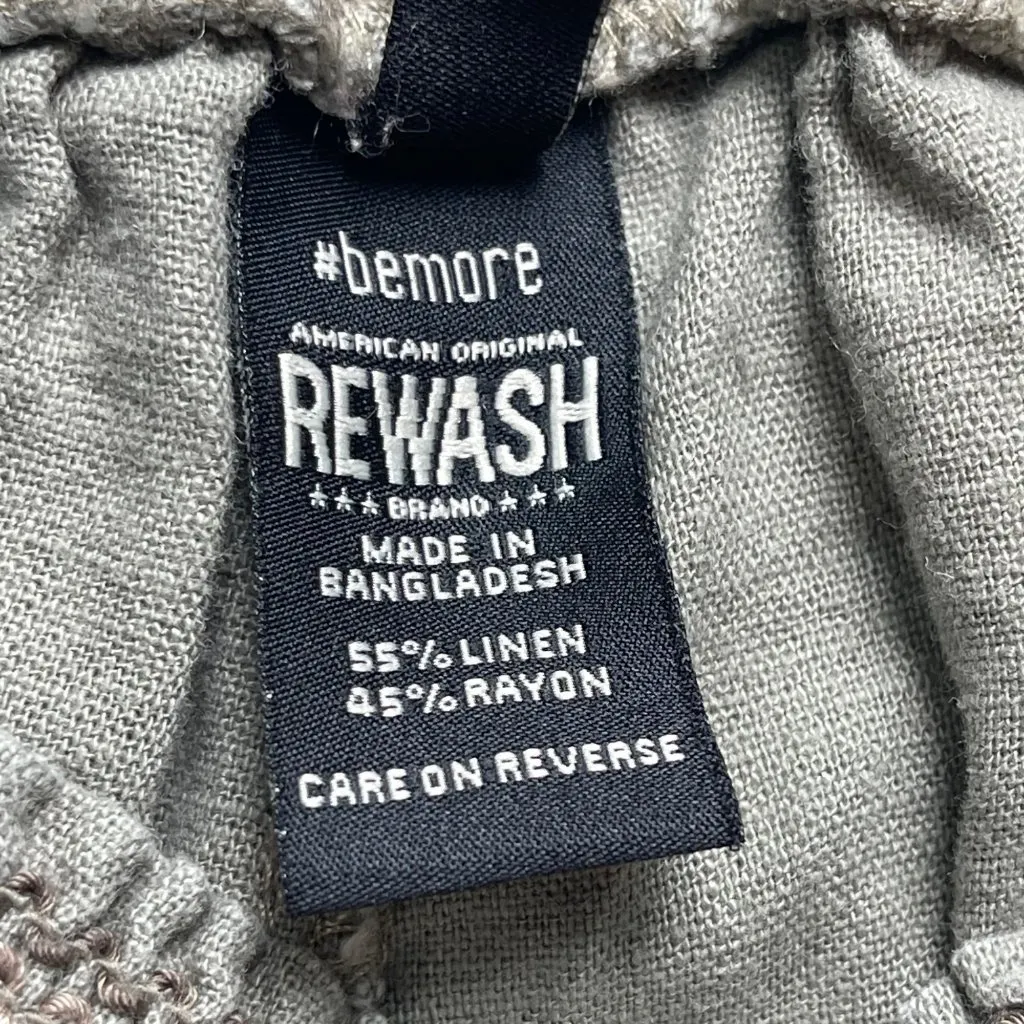 #bemore
AMERICAN ORIGINAL
REWASH
★★★ BRAND ★★★
MADE IN
BANGLADESH
55% LINEN
45% RAYON
CARE ON REVERSE